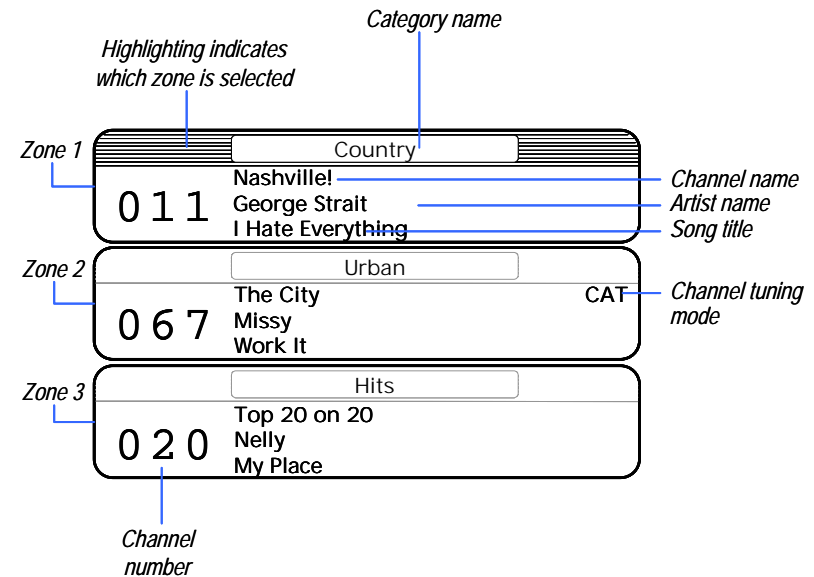 Category name
Highlighting indicates
which zone is selected
Zone 1
Country
011
Nashville!
George Strait
I Hate Everything
Channel name
Artist name
Song title
Zone 2
Urban
067
The City
Missy
Work It
CAT
Channel tuning
mode
Zone 3
Hits
020
Top 20 on 20
Nelly
My Place
Channel
number